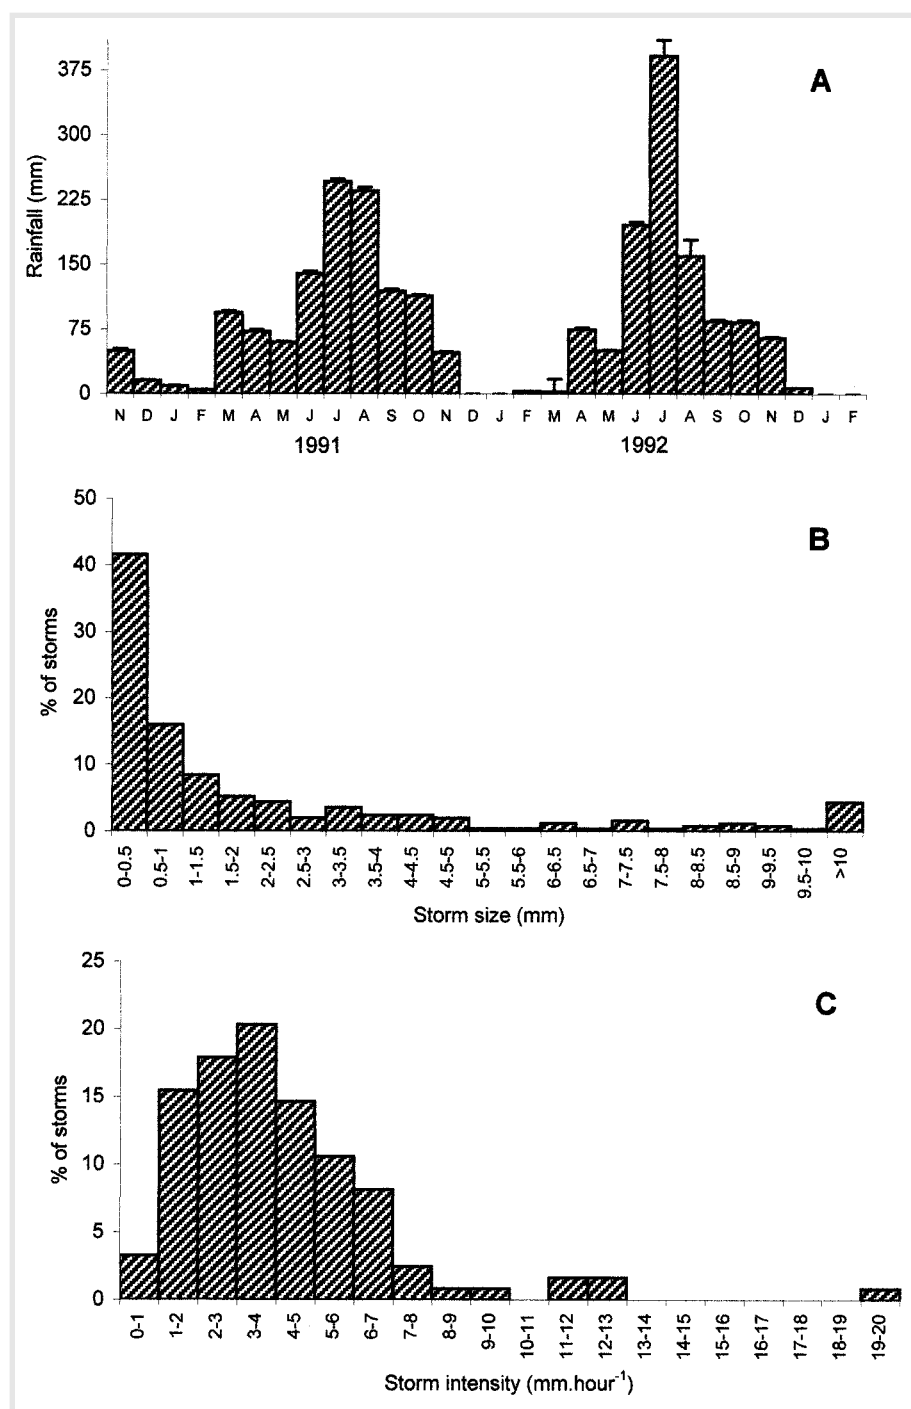 A
375
300
225
150
75
0
Rainfall (mm)
N D J F M A M J J A S O N D J F M A M J J A S O N D J F
1991 1992
B
50
40
30
20
10
0
% of storms
0-0.5 0.5-1 1-1.5 1.5-2 2-2.5 2.5-3 3-3.5 3.5-4 4-4.5 4.5-5 5-5.5 5.5-6 6-6.5 6.5-7 7-7.5 7.5-8 8-8.5 8.5-9 9-9.5 9.5-10 >10
Storm size (mm)
C
25
20
15
10
5
0
% of storms
0-1 1-2 2-3 3-4 4-5 5-6 6-7 7-8 8-9 9-10 10-11 11-12 12-13 13-14 14-15 15-16 16-17 17-18 18-19 19-20
Storm intensity (mm.hour⁻¹)